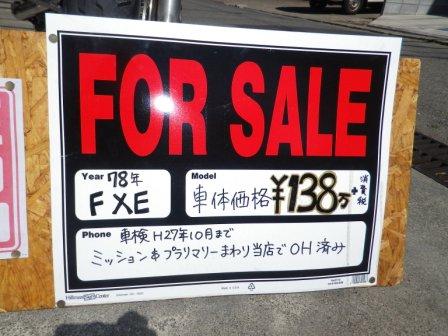 FOR SALE
Year 78年
FXE
Model
車体価格 ¥138万 + 消費税
Phone 車検 H27年10月まで
ミッション&プラリマリーまわり当店でOH済み